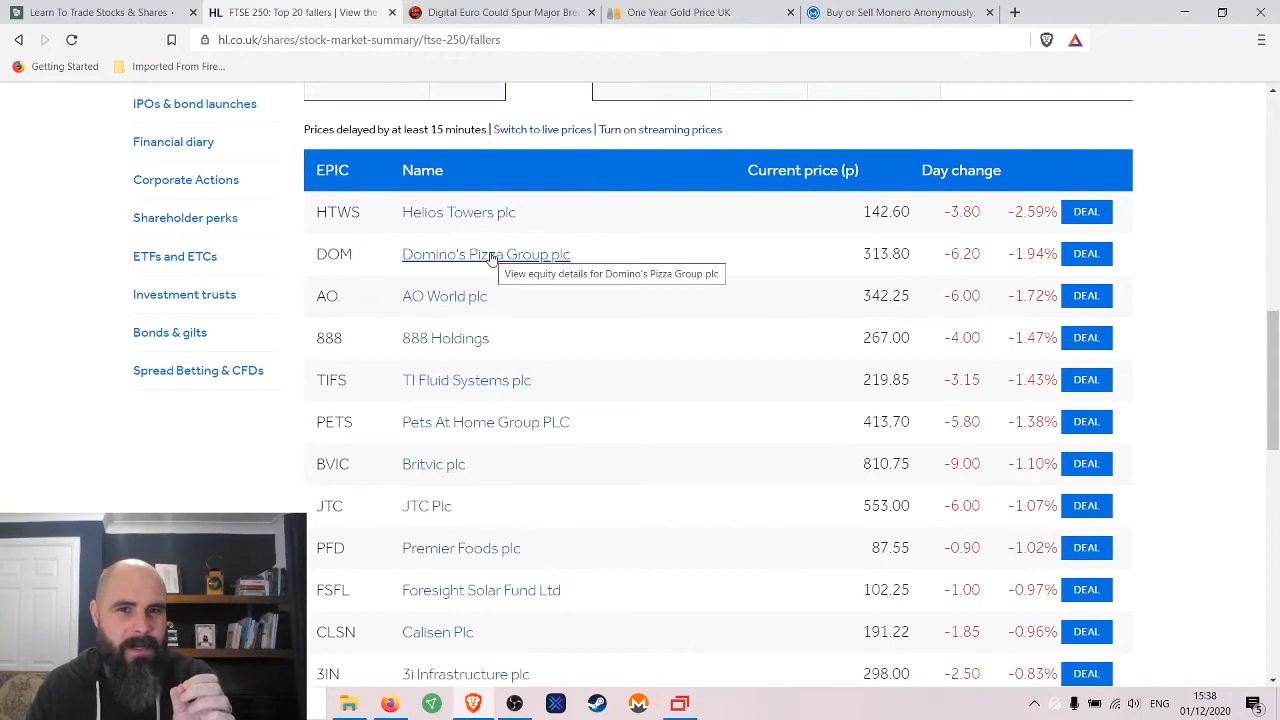 Learn To Trade Stocks & Shares -
HL FTSE 250: Top 20 fallers | View the
Digital Euro Could Spur Major Bre
One Year Gold Price UK
Buy or Sell Monero Anonymously.
hl.co.uk/shares/stock-market-summary/ftse-250/fallers
Getting Started Imported From Fire...
IPOs & bond launches
Financial diary
Corporate Actions
Shareholder perks
ETFs and ETCs
Investment trusts
Bonds & gilts
Spread Betting & CFDs
Prices delayed by at least 15 minutes | Switch to live prices | Turn on streaming prices
EPIC Name Current price (p) Day change
HTWS Helios Towers plc 142.60 -3.80 -2.59% DEAL
DOM Domino's Pizza Group plc 313.80 -6.20 -1.94% DEAL
View equity details for Domino's Pizza Group plc
AO. AO World plc 342.25 -6.00 -1.72% DEAL
888 888 Holdings 267.00 -4.00 -1.47% DEAL
TIFS TI Fluid Systems plc 219.85 -3.15 -1.43% DEAL
PETS Pets At Home Group PLC 413.70 -5.80 -1.38% DEAL
BVIC Britvic plc 810.75 -9.00 -1.10% DEAL
JTC JTC Plc 553.00 -6.00 -1.07% DEAL
PFD Premier Foods plc 87.55 -0.90 -1.02% DEAL
FSFL Foresight Solar Fund Ltd 102.25 -1.00 -0.97% DEAL
CLSN Calisen Plc 191.22 -1.85 -0.96% DEAL
3IN 3i Infrastructure plc 298.00 -2.50 -0.83% DEAL
ENG
15:38
01/12/2020
5